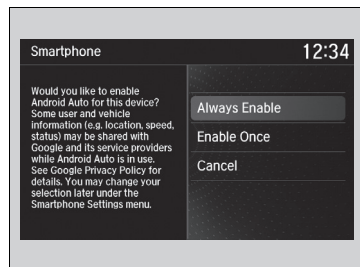 Smartphone
12:34
Would you like to enable
Android Auto for this device?
Some user and vehicle
information (e.g. location, speed,
status) may be shared with
Google and its service providers
while Android Auto is in use.
See Google Privacy Policy for
details. You may change your
selection later under the
Smartphone Settings menu.
Always Enable
Enable Once
Cancel